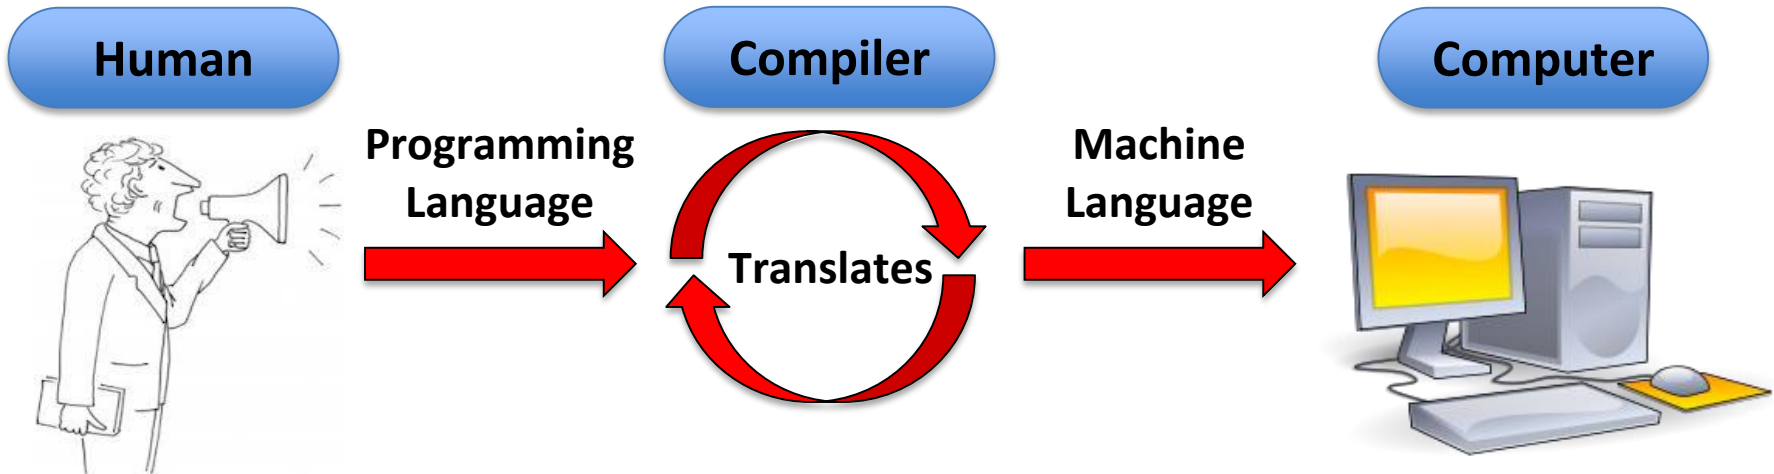 Human
Compiler
Computer
Programming
Language
Translates
Machine
Language